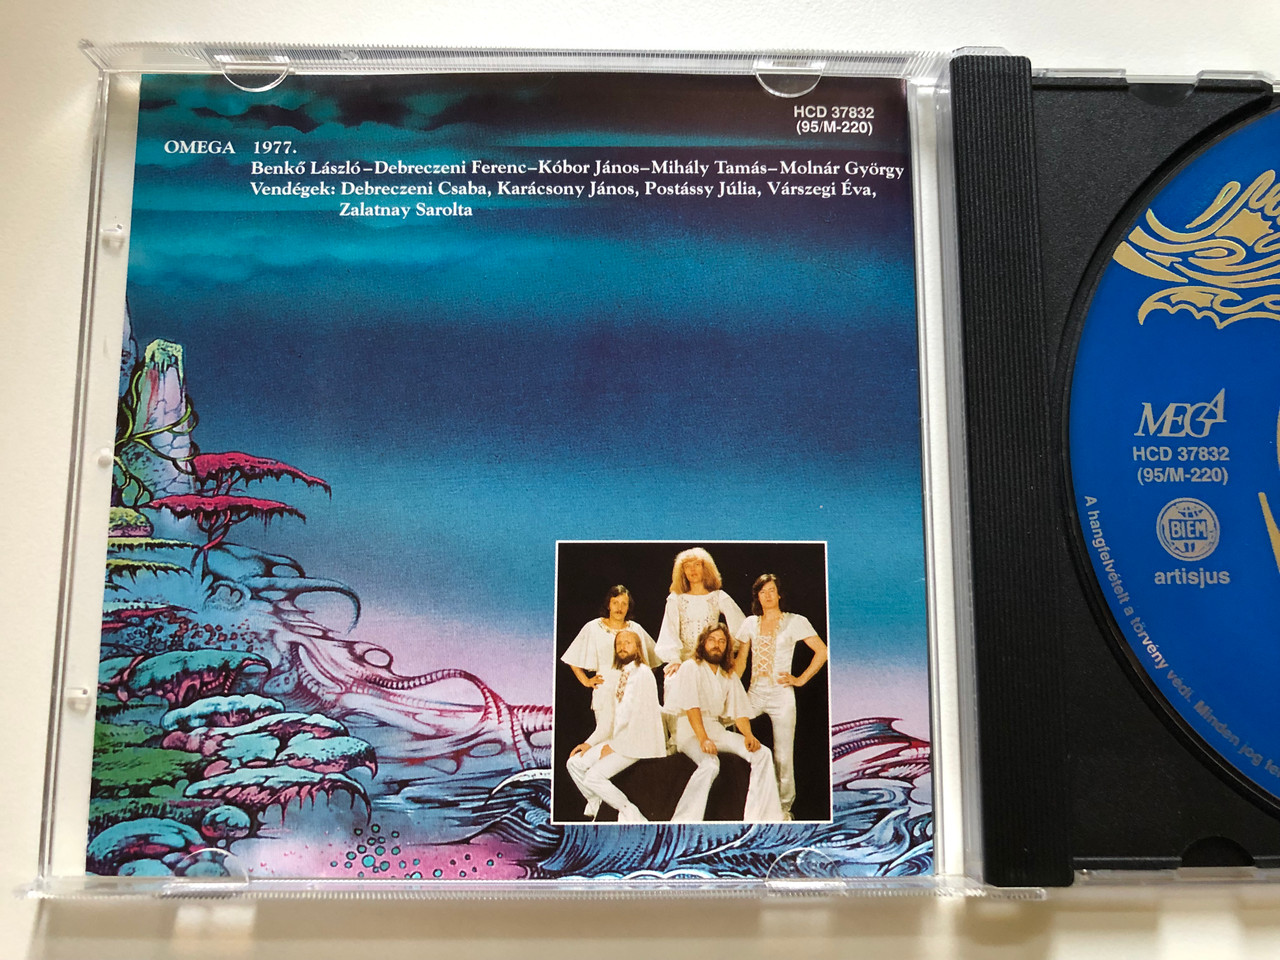 HCD 37832
(95/M-220)
OMEGA 1977.
Benkő László–Debreczeni Ferenc–Kóbor János–Mihály Tamás–Molnár György
Vendégek: Debreczeni Csaba, Karácsony János, Postássy Júlia, Várszegi Éva,
Zalatnay Sarolta
MEGA
HCD 37832
(95/M-220)
BIEM
artisjus
A hangfelvételt a törvény védi. Minden jog